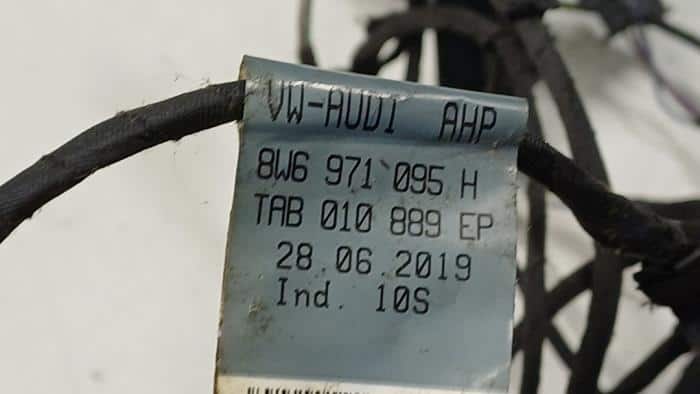 VW-AUDI AHP
8W6 971 095 H
TAB 010 889 EP
28.06.2019
Ind. 10S